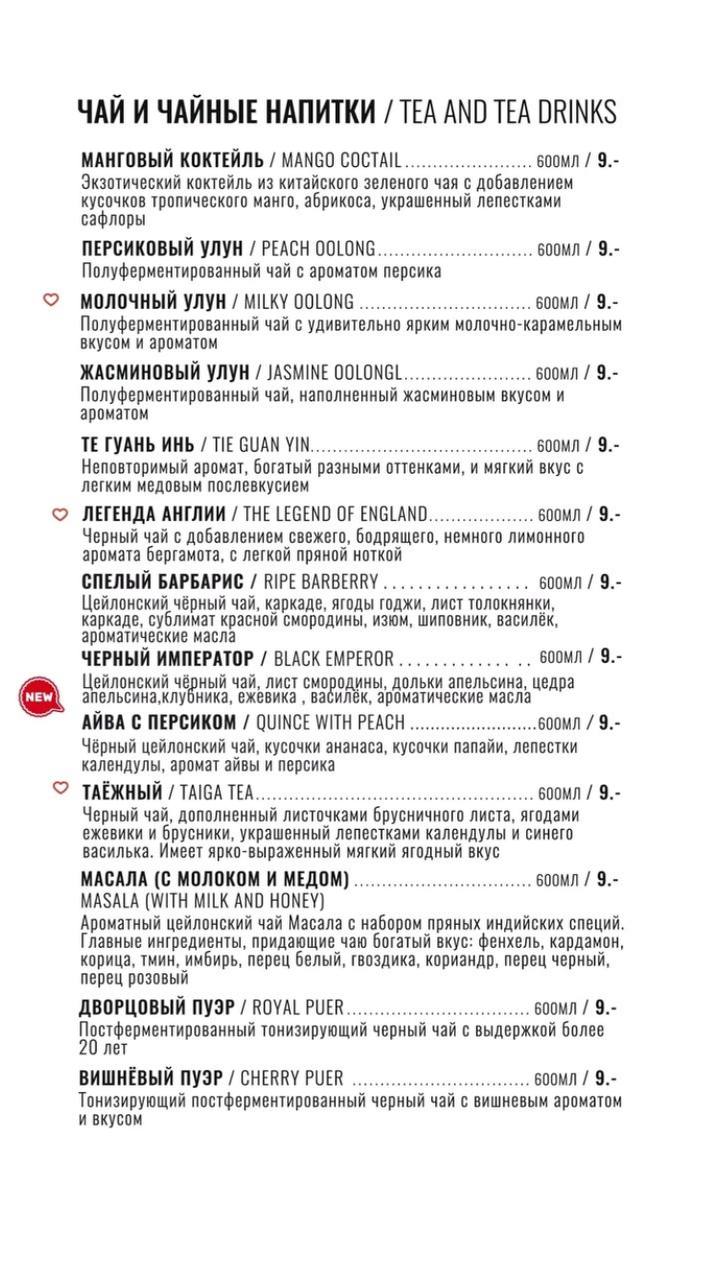 ЧАЙ И ЧАЙНЫЕ НАПИТКИ / TEA AND TEA DRINKS
МАНГОВЫЙ КОКТЕЙЛЬ / MANGO COCTAIL...................... 600МЛ / 9.-
Экзотический коктейль из китайского зеленого чая с добавлением
кусочков тропического манго, абрикоса, украшенный лепестками
сафлоры
ПЕРСИКОВЫЙ УЛУН / PEACH OOLONG........................... 600МЛ / 9.-
Полуферментированный чай с ароматом персика
МОЛОЧНЫЙ УЛУН / MILKY OOLONG .............................. 600МЛ / 9.-
Полуферментированный чай с удивительно ярким молочно-карамельным
вкусом и ароматом
ЖАСМИНОВЫЙ УЛУН / JASMINE OOLONGL...................... 600МЛ / 9.-
Полуферментированный чай, наполненный жасминовым вкусом и
ароматом
ТЕ ГУАНЬ ИНЬ / TIE GUAN YIN...................................... 600МЛ / 9.-
Неповторимый аромат, богатый разными оттенками, и мягкий вкус с
легким медовым послевкусием
ЛЕГЕНДА АНГЛИИ / THE LEGEND OF ENGLAND.................. 600МЛ / 9.-
Черный чай с добавлением свежего, бодрящего, немного лимонного
аромата бергамота, с легкой пряной ноткой
СПЕЛЫЙ БАРБАРИС / RIPE BARBERRY . . . . . . . . . . . . . . . . . 600МЛ / 9.-
Цейлонский чёрный чай, каркаде, ягоды годжи, лист толокнянки,
каркаде, сублимат красной смородины, изюм, шиповник, василёк,
ароматические масла
ЧЕРНЫЙ ИМПЕРАТОР / BLACK EMPEROR . . . . . . . . . . . . . . . 600МЛ / 9.-
Цейлонский чёрный чай, лист смородины, дольки апельсина, цедра
апельсина,клубника, ежевика , василёк, ароматические масла
NEW
АЙВА С ПЕРСИКОМ / QUINCE WITH PEACH ......................600МЛ / 9.-
Чёрный цейлонский чай, кусочки ананаса, кусочки папайи, лепестки
календулы, аромат айвы и персика
ТАЁЖНЫЙ / TAIGA TEA................................................ 600МЛ / 9.-
Черный чай, дополненный листочками брусничного листа, ягодами
ежевики и брусники, украшенный лепестками календулы и синего
василька. Имеет ярко-выраженный мягкий ягодный вкус
МАСАЛА (С МОЛОКОМ И МЕДОМ) ............................... 600МЛ / 9.-
MASALA (WITH MILK AND HONEY)
Ароматный цейлонский чай Масала с набором пряных индийских специй.
Главные ингредиенты, придающие чаю богатый вкус: фенхель, кардамон,
корица, тмин, имбирь, перец белый, гвоздика, кориандр, перец черный,
перец розовый
ДВОРЦОВЫЙ ПУЭР / ROYAL PUER................................ 600МЛ / 9.-
Постферментированный тонизирующий черный чай с выдержкой более
20 лет
ВИШНЁВЫЙ ПУЭР / CHERRY PUER ............................... 600МЛ / 9.-
Тонизирующий постферментированный черный чай с вишневым ароматом
и вкусом